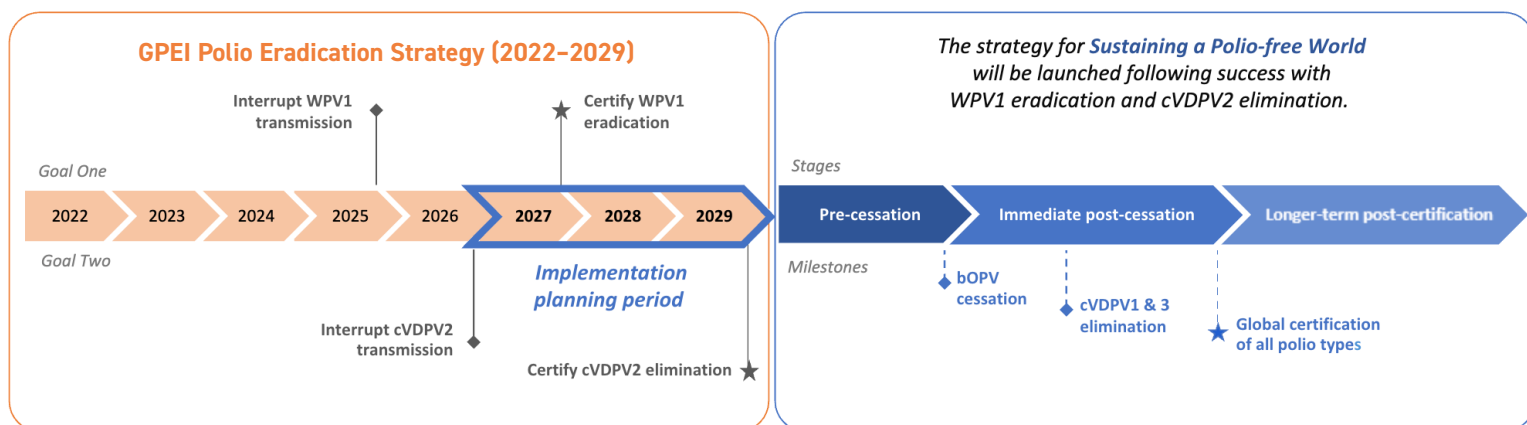 GPEI Polio Eradication Strategy (2022–2029)
Interrupt WPV1
transmission
Certify WPV1
eradication
Goal One
2022
2023
2024
2025
2026
2027
2028
2029
Goal Two
Implementation
planning period
Interrupt cVDPV2
transmission
Certify cVDPV2 elimination
The strategy for Sustaining a Polio-free World
will be launched following success with
WPV1 eradication and cVDPV2 elimination.
Stages
Pre-cessation
Immediate post-cessation
Longer-term post-certification
Milestones
bOPV
cessation
cVDPV1 & 3
elimination
Global certification
of all polio types